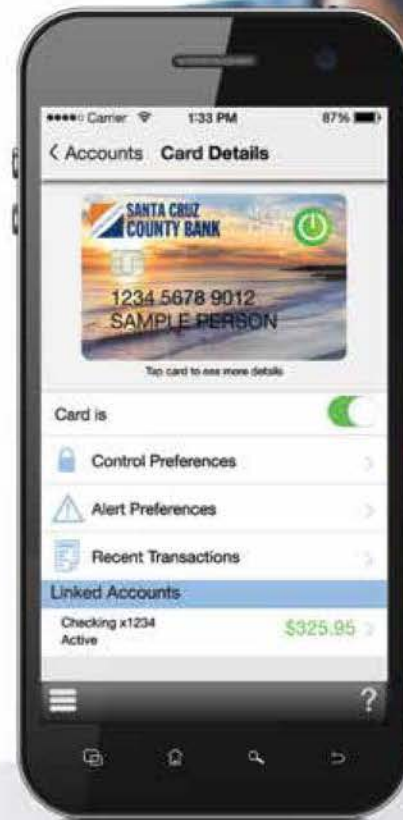 Carrier 1:33 PM 87%
< Accounts Card Details
SANTA CRUZ
COUNTY BANK
1234 5678 9012
SAMPLE PERSON
Tap card to see more details
Card is
Control Preferences
Alert Preferences
Recent Transactions
Linked Accounts
Checking x1234
Active
$325.95
?